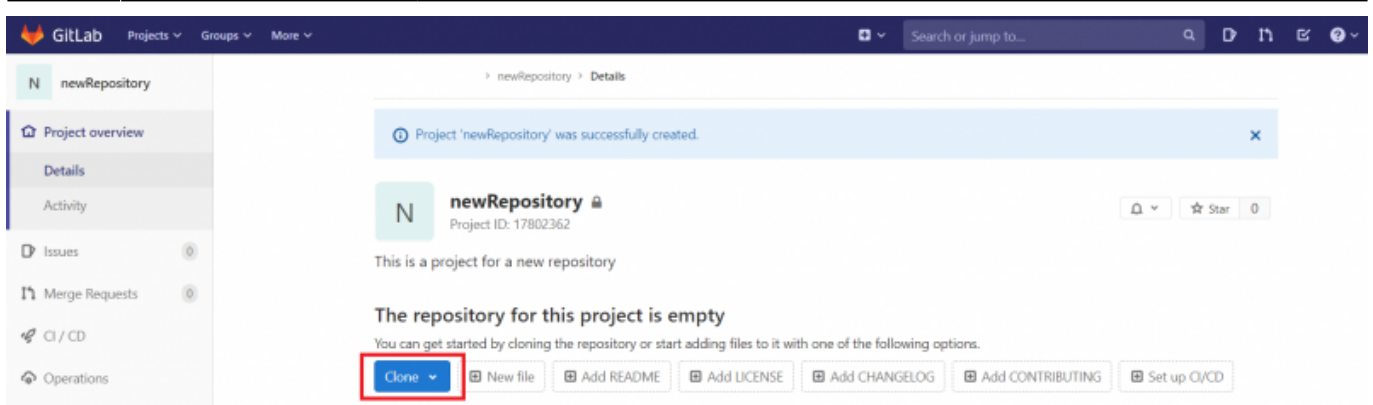 GitLab Projects Groups More Search or jump to...
N newRepository
> newRepository > Details
Project overview
Project 'newRepository' was successfully created.
Details
Activity
N newRepository
Project ID: 17802362
Star 0
Issues 0
This is a project for a new repository
Merge Requests 0
The repository for this project is empty
CI / CD
You can get started by cloning the repository or start adding files to it with one of the following options.
Operations
Clone New file Add README Add LICENSE Add CHANGELOG Add CONTRIBUTING Set up CI/CD